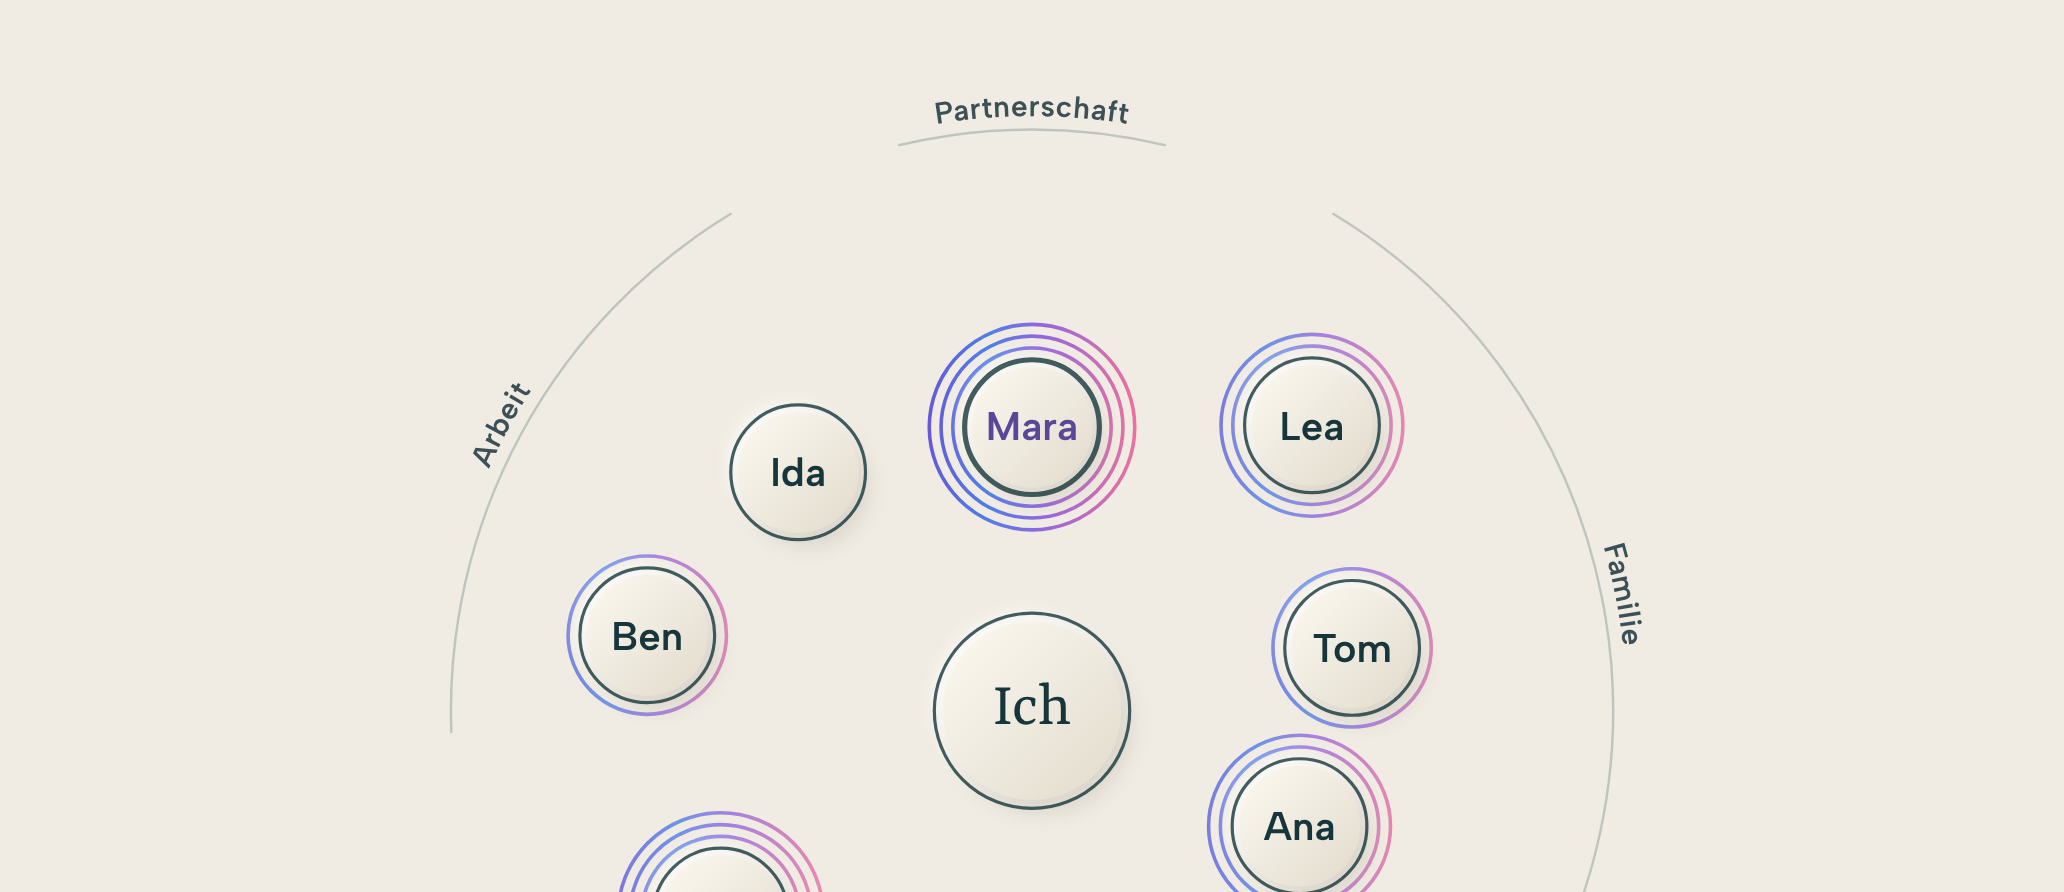 Partnerschaft
Arbeit
Familie
Mara
Lea
Ida
Ben
Tom
Ich
Ana